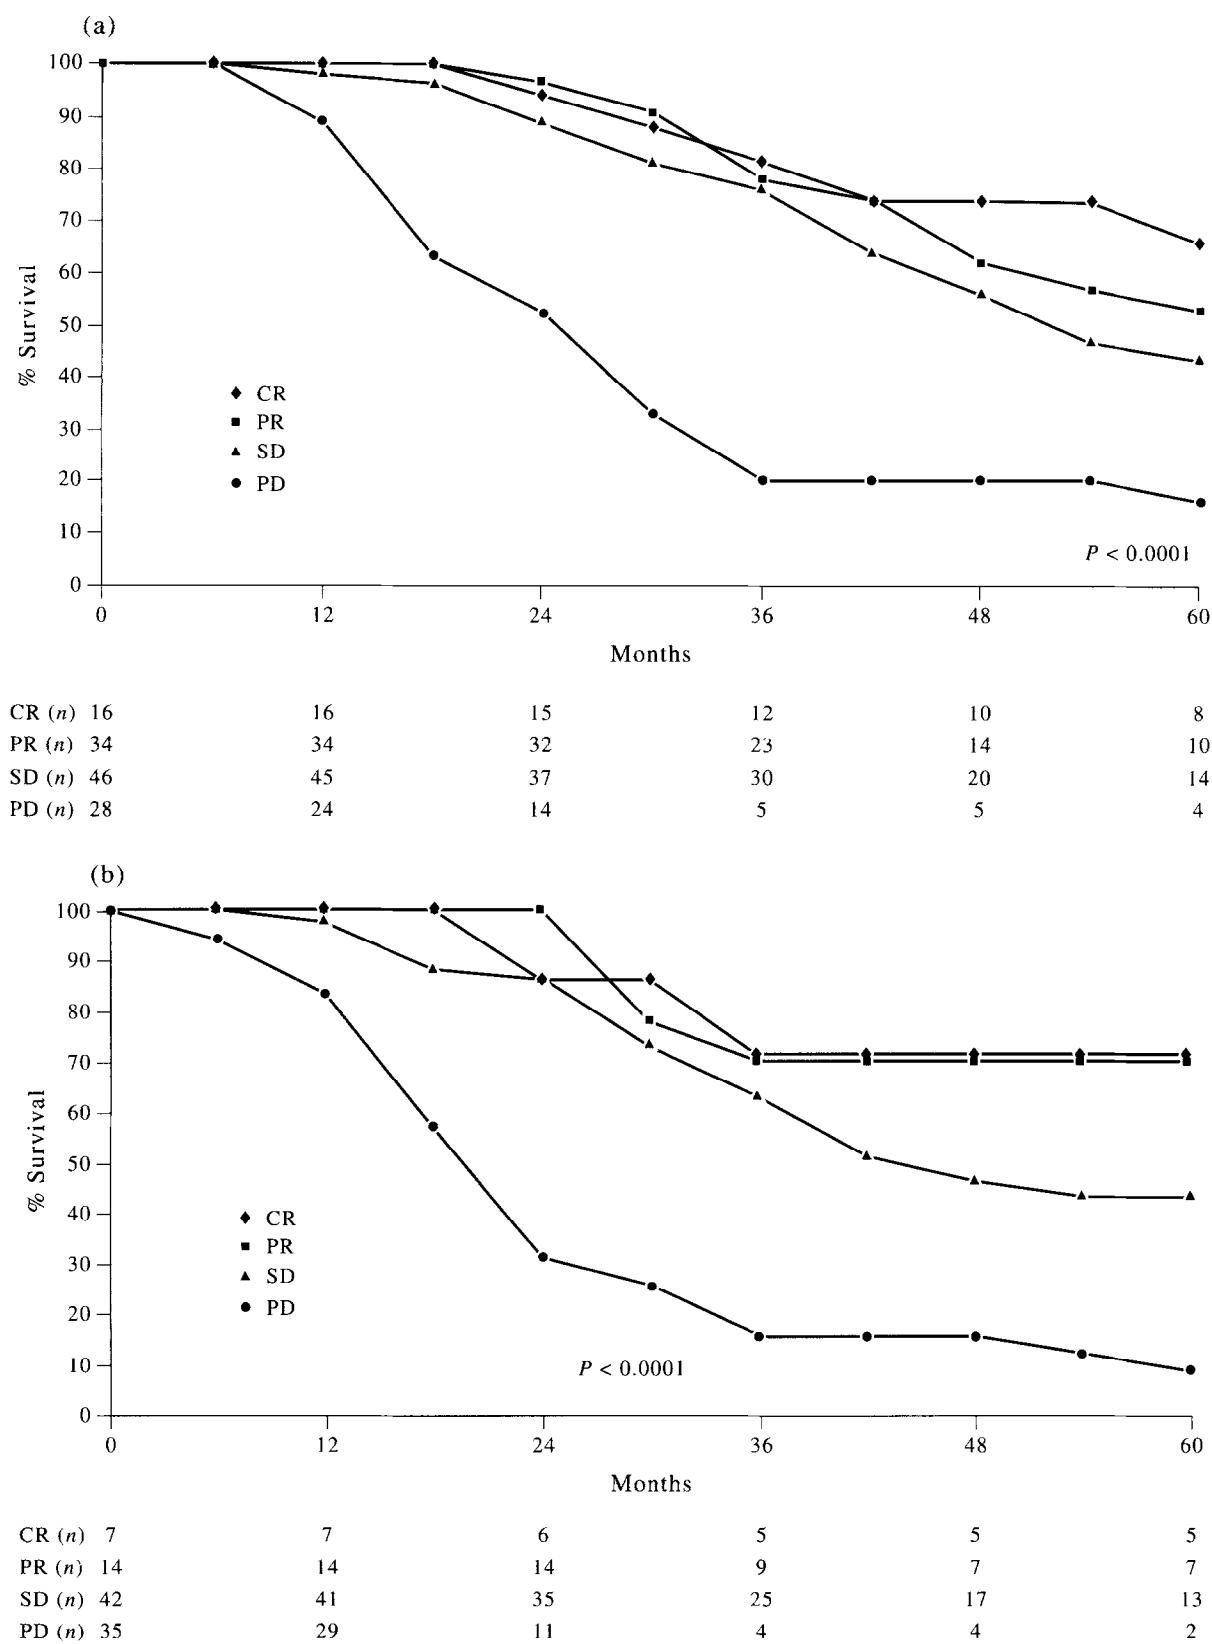 (a)
100
90
80
70
60
50
40
30
20
10
0
% Survival
CR
PR
SD
PD
P < 0.0001
0 12 24 36 48 60
Months
CR (n) 16 16 15 12 10 8
PR (n) 34 34 32 23 14 10
SD (n) 46 45 37 30 20 14
PD (n) 28 24 14 5 5 4
(b)
100
90
80
70
60
50
40
30
20
10
0
% Survival
CR
PR
SD
PD
P < 0.0001
0 12 24 36 48 60
Months
CR (n) 7 7 6 5 5 5
PR (n) 14 14 14 9 7 7
SD (n) 42 41 35 25 17 13
PD (n) 35 29 11 4 4 2